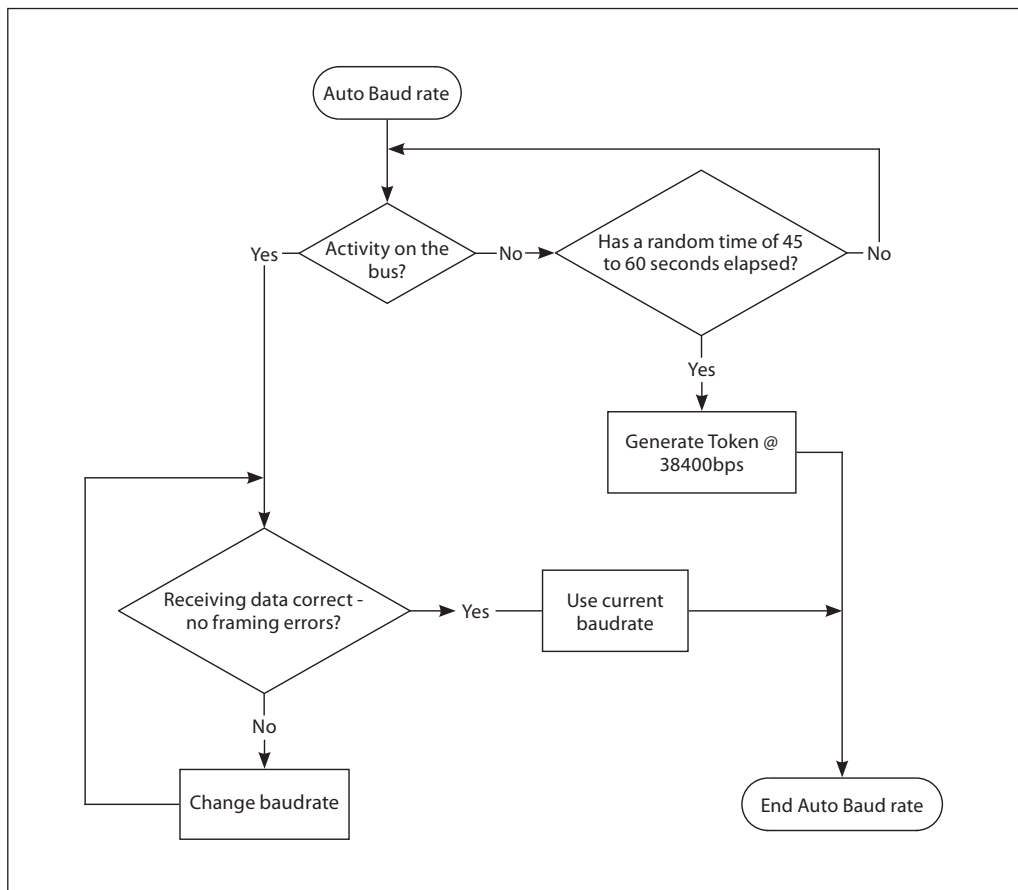 Auto Baud rate
Activity on the
bus?
Yes
No
Has a random time of 45
to 60 seconds elapsed?
No
Yes
Generate Token @
38400bps
Receiving data correct -
no framing errors?
Yes
Use current
baudrate
No
Change baudrate
End Auto Baud rate